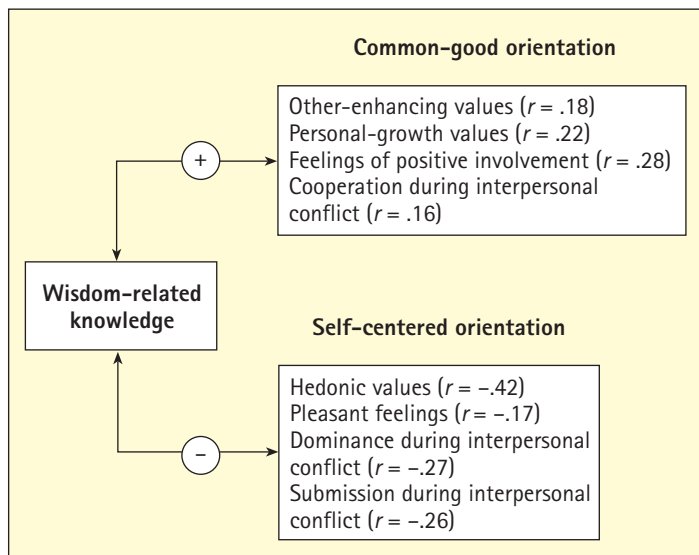 Common-good orientation
Other-enhancing values (r = .18)
Personal-growth values (r = .22)
Feelings of positive involvement (r = .28)
Cooperation during interpersonal
conflict (r = .16)
+
Wisdom-related
knowledge
Self-centered orientation
Hedonic values (r = –.42)
Pleasant feelings (r = –.17)
Dominance during interpersonal
conflict (r = –.27)
Submission during interpersonal
conflict (r = –.26)
–